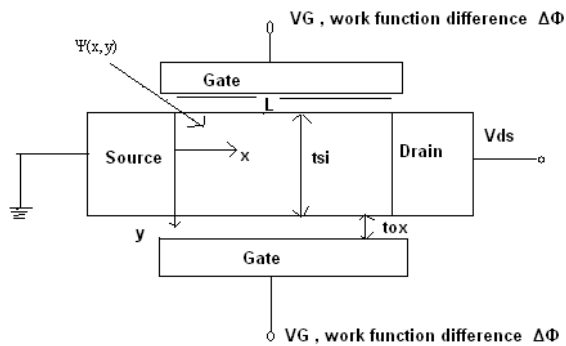 VG , work function difference ΔΦ
Ψ(x,y)
Gate
L
Vds
Source
x
tsi
Drain
y
tox
Gate
VG , work function difference ΔΦ